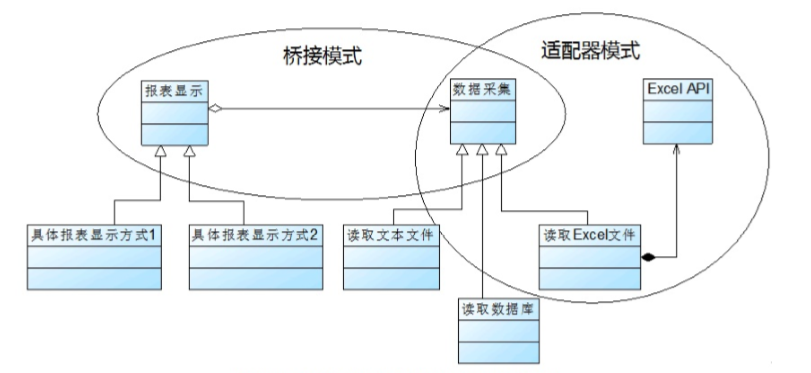 桥接模式
适配器模式
报表显示
数据采集
Excel API
具体报表显示方式1
具体报表显示方式2
读取文本文件
读取Excel文件
读取数据库